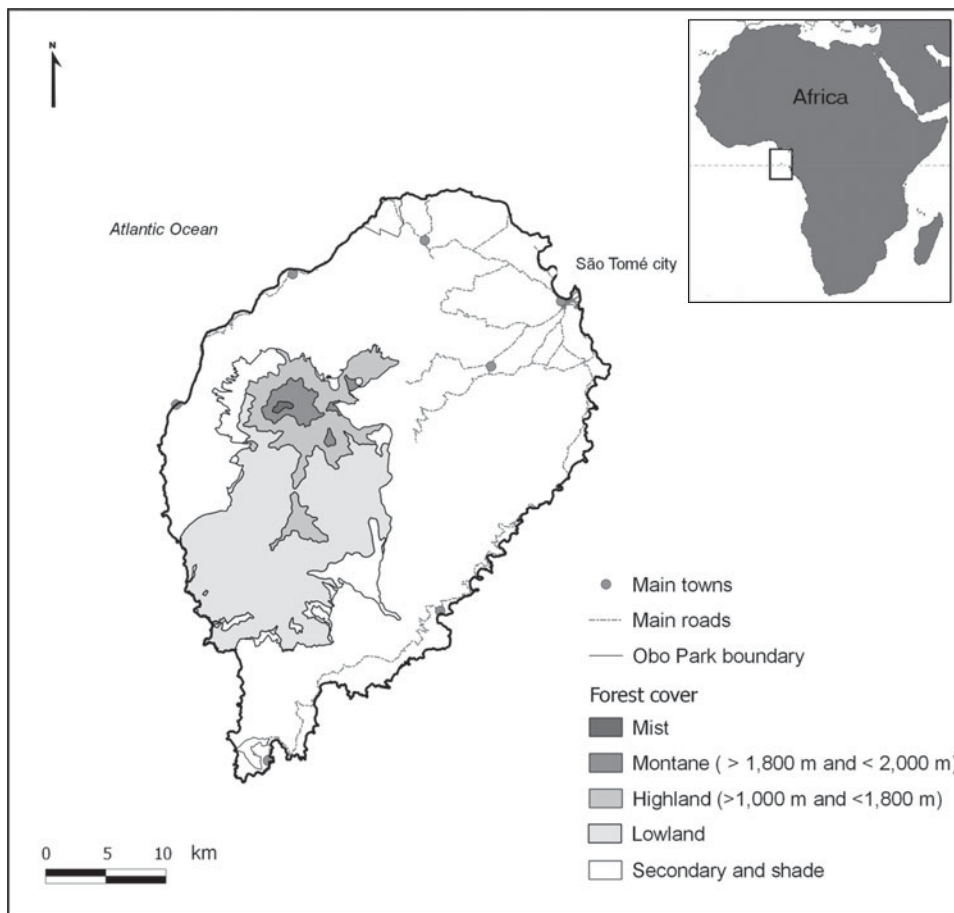 N
Africa
Atlantic Ocean
São Tomé city
Main towns
Main roads
Obo Park boundary
Forest cover
Mist
Montane ( > 1,800 m and < 2,000 m)
Highland (>1,000 m and <1,800 m)
Lowland
Secondary and shade
0 5 10 km